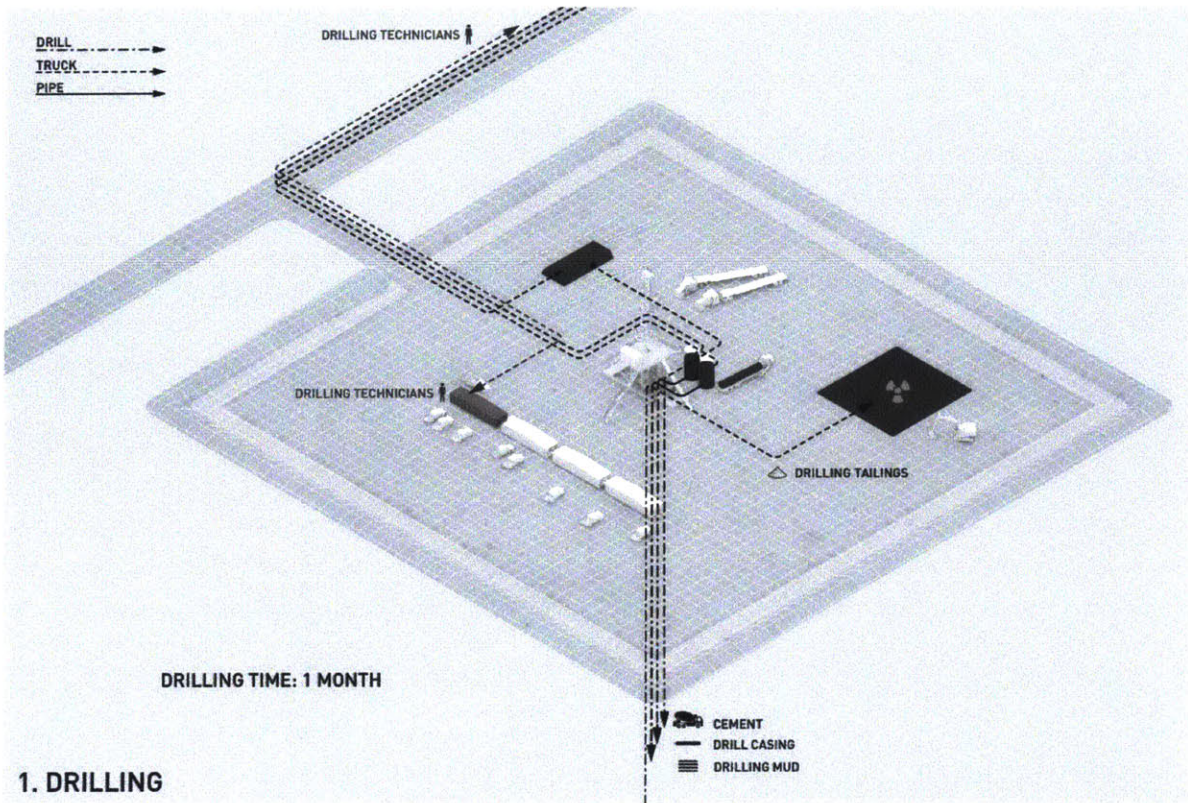 DRILL
TRUCK
PIPE
DRILLING TECHNICIANS
DRILLING TECHNICIANS
DRILLING TAILINGS
DRILLING TIME: 1 MONTH
CEMENT
DRILL CASING
DRILLING MUD
1. DRILLING